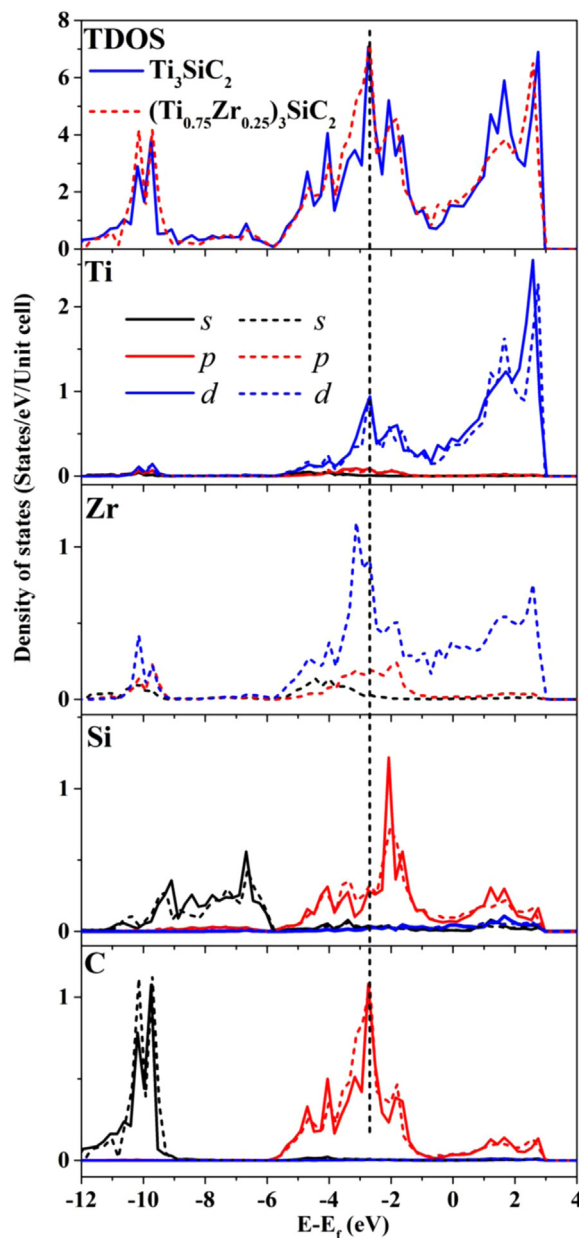 TDOS
Ti₃SiC₂
(Ti₀.₇₅Zr₀.₂₅)₃SiC₂
8
6
4
2
0
Ti
s s
p p
d d
2
1
0
Zr
1
0
Si
1
0
C
1
0
Density of states (States/eV/Unit cell)
-12 -10 -8 -6 -4 -2 0 2 4
E-E_f (eV)